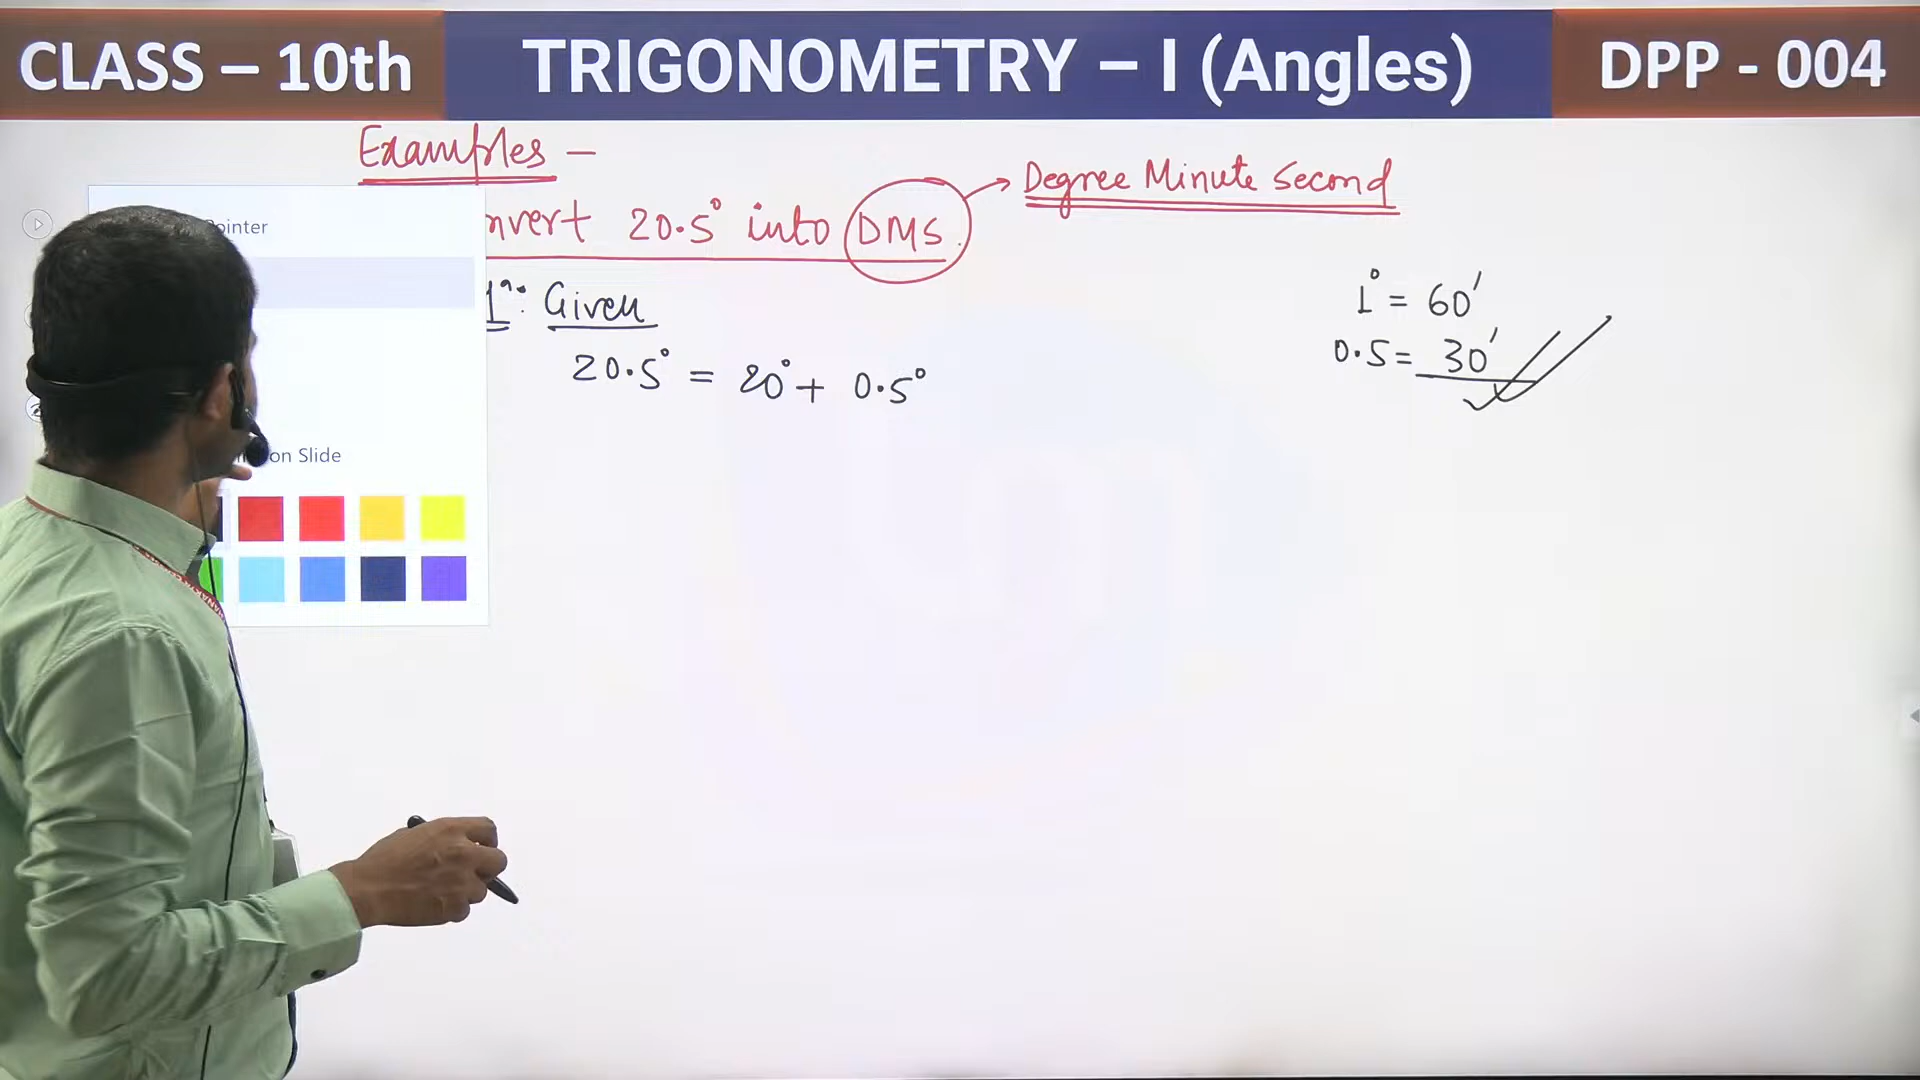 CLASS – 10th
TRIGONOMETRY – I (Angles)
DPP - 004
Examples –
nvert 20.5° into DMS.
Degree Minute Second
ointer
Given
1° = 60'
0.5 = 30'
20.5° = 20° + 0.5°
on Slide